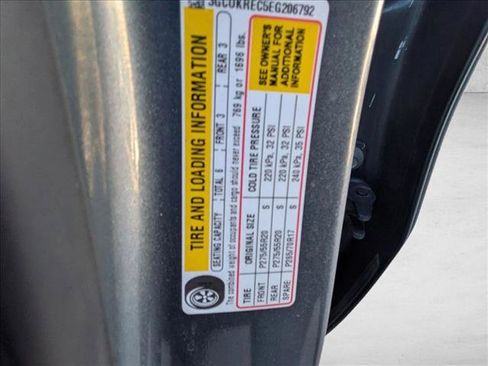 3GCUKREC5EG206792
TIRE AND LOADING INFORMATION
SEATING CAPACITY TOTAL 6 FRONT 3 REAR 3
The combined weight of occupants and cargo should never exceed 769 kg or 1696 lbs.
TIRE ORIGINAL SIZE COLD TIRE PRESSURE
FRONT P275/55R20 S 220 kPa, 32 PSI
REAR P275/55R20 S 220 kPa, 32 PSI
SPARE P265/70R17 S 240 kPa, 35 PSI
SEE OWNER'S
MANUAL FOR
ADDITIONAL
INFORMATION